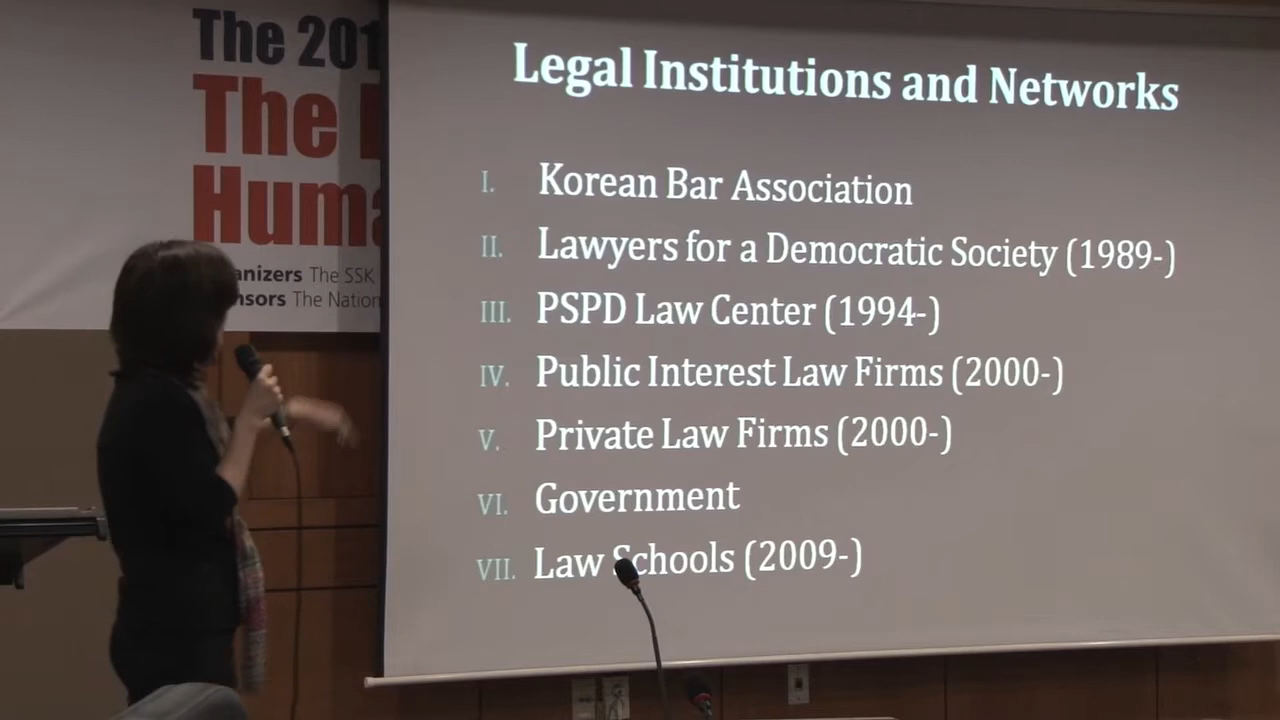 The 201
The
Huma
anizers The SSK
nsors The Nation
Legal Institutions and Networks
I. Korean Bar Association
II. Lawyers for a Democratic Society (1989-)
III. PSPD Law Center (1994-)
IV. Public Interest Law Firms (2000-)
V. Private Law Firms (2000-)
VI. Government
VII. Law Schools (2009-)